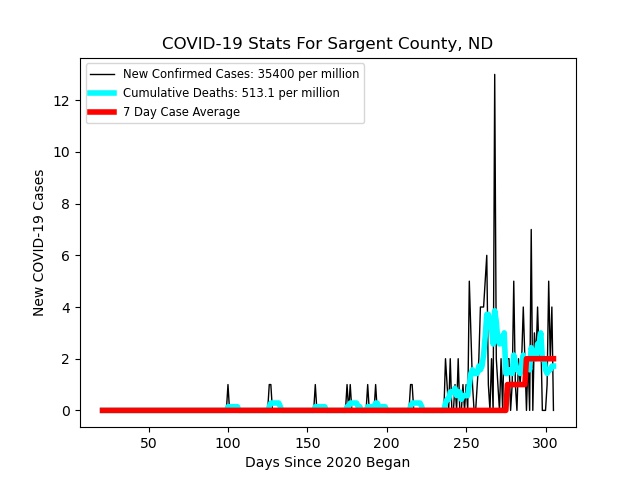 COVID-19 Stats For Sargent County, ND
New Confirmed Cases: 35400 per million
Cumulative Deaths: 513.1 per million
7 Day Case Average
New COVID-19 Cases
12
10
8
6
4
2
0
50 100 150 200 250 300
Days Since 2020 Began